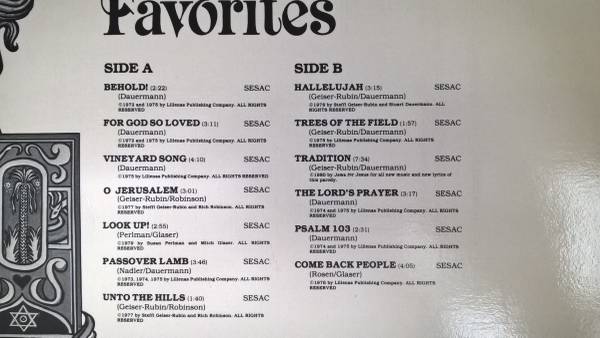 Favorites
SIDE A
BEHOLD! (2:22) SESAC
(Dauermann)
©1973 and 1975 by Lillenas Publishing Company. ALL RIGHTS
RESERVED
FOR GOD SO LOVED (3:11) SESAC
(Dauermann)
©1973 and 1975 by Lillenas Publishing Company. ALL RIGHTS
RESERVED
VINEYARD SONG (4:10) SESAC
(Dauermann)
©1975 by Lillenas Publishing Company. ALL RIGHTS RESERVED
O JERUSALEM (3:01) SESAC
(Geiser-Rubin/Robinson)
©1977 by Steffi Geiser-Rubin and Rich Robinson. ALL RIGHTS
RESERVED
LOOK UP! (2:55) SESAC
(Perlman/Glaser)
©1979 by Susan Perlman and Mitch Glaser. ALL RIGHTS
RESERVED
PASSOVER LAMB (3:46) SESAC
(Nadler/Dauermann)
©1973, 1974, 1975 by Lillenas Publishing Company. ALL RIGHTS
RESERVED
UNTO THE HILLS (1:40) SESAC
(Geiser-Rubin/Robinson)
©1977 by Steffi Geiser-Rubin and Rich Robinson. ALL RIGHTS
RESERVED
SIDE B
HALLELUJAH (3:15) SESAC
(Geiser-Rubin/Dauermann)
©1979 by Steffi Geiser-Rubin and Stuart Dauermann. ALL
RIGHTS RESERVED
TREES OF THE FIELD (1:57) SESAC
(Geiser-Rubin/Dauermann)
©1975 by Lillenas Publishing Company. ALL RIGHTS
RESERVED
TRADITION (7:34) SESAC
(Geiser-Rubin/Dauermann)
©1980 by Jews for Jesus for all new music and new lyrics of
this parody.
THE LORD'S PRAYER (3:17) SESAC
(Dauermann)
©1974 and 1975 by Lillenas Publishing Company. ALL RIGHTS
RESERVED
PSALM 103 (2:31) SESAC
(Dauermann)
©1974 and 1975 by Lillenas Publishing Company. ALL RIGHTS
RESERVED
COME BACK PEOPLE (4:05) SESAC
(Rosen/Glaser)
©1975 by Lillenas Publishing Company. ALL RIGHTS
RESERVED